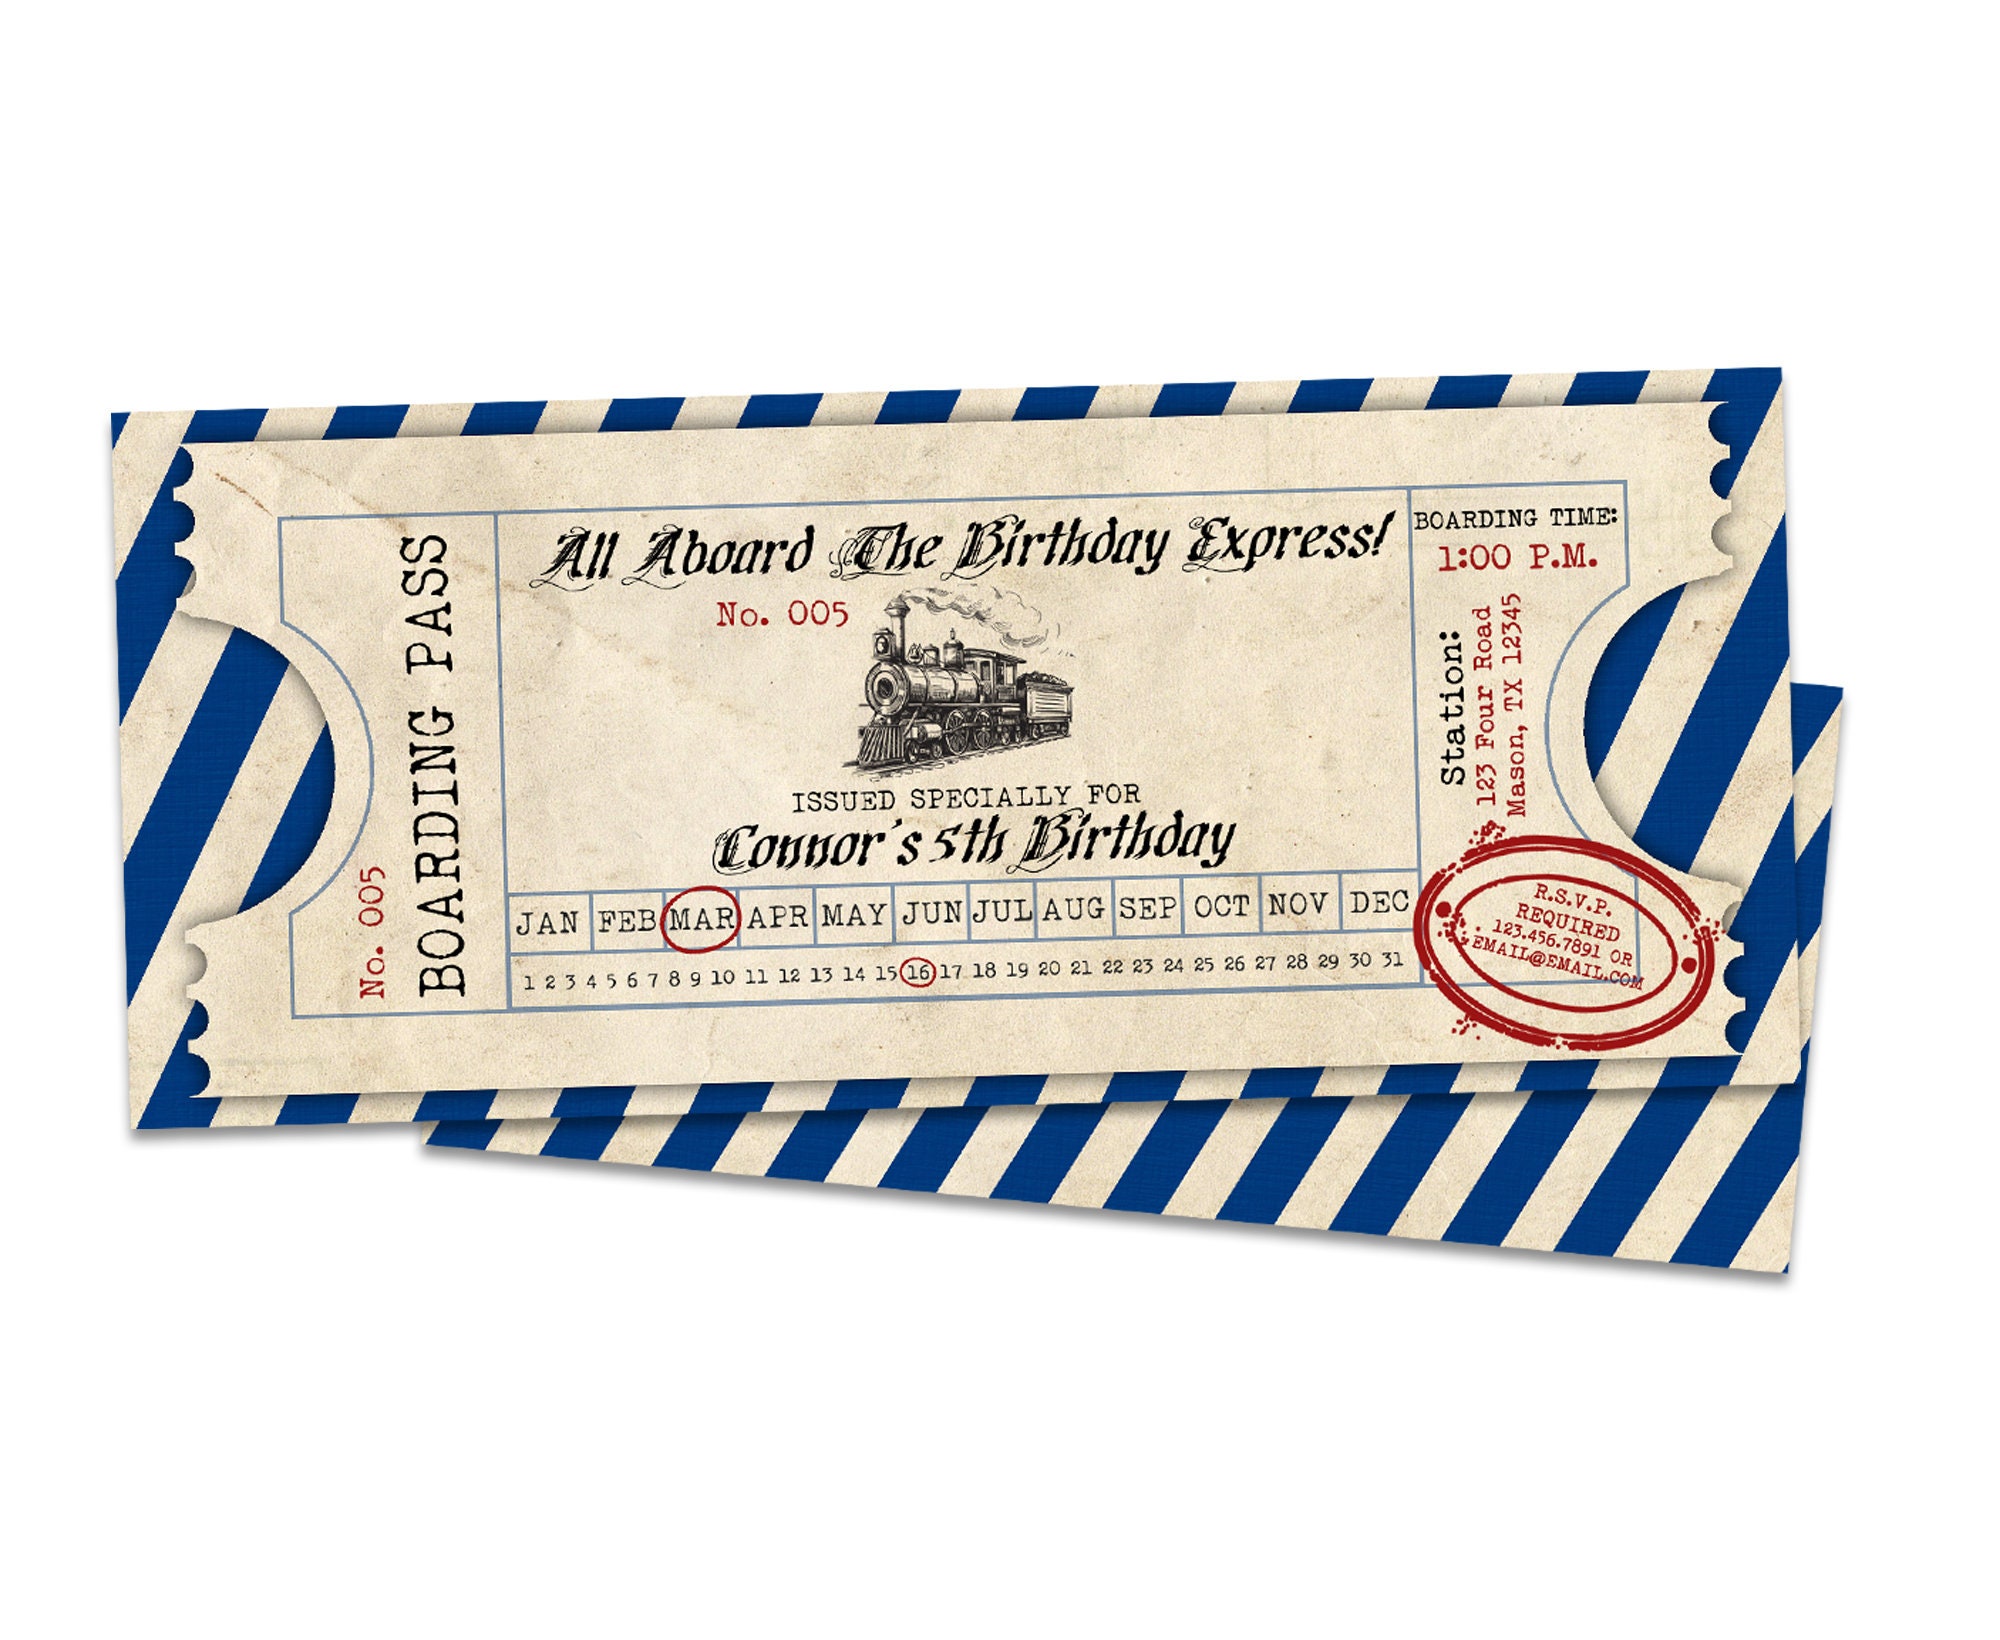 No. 005
BOARDING PASS
All Aboard The Birthday Express!
No. 005
ISSUED SPECIALLY FOR
Connor's 5th Birthday
JAN FEB MAR APR MAY JUN JUL AUG SEP OCT NOV DEC
1 2 3 4 5 6 7 8 9 10 11 12 13 14 15 16 17 18 19 20 21 22 23 24 25 26 27 28 29 30 31
BOARDING TIME:
1:00 P.M.
Station:
123 Four Road
Mason, TX 12345
R.S.V.P.
REQUIRED
123.456.7891 OR
EMAIL@EMAIL.COM